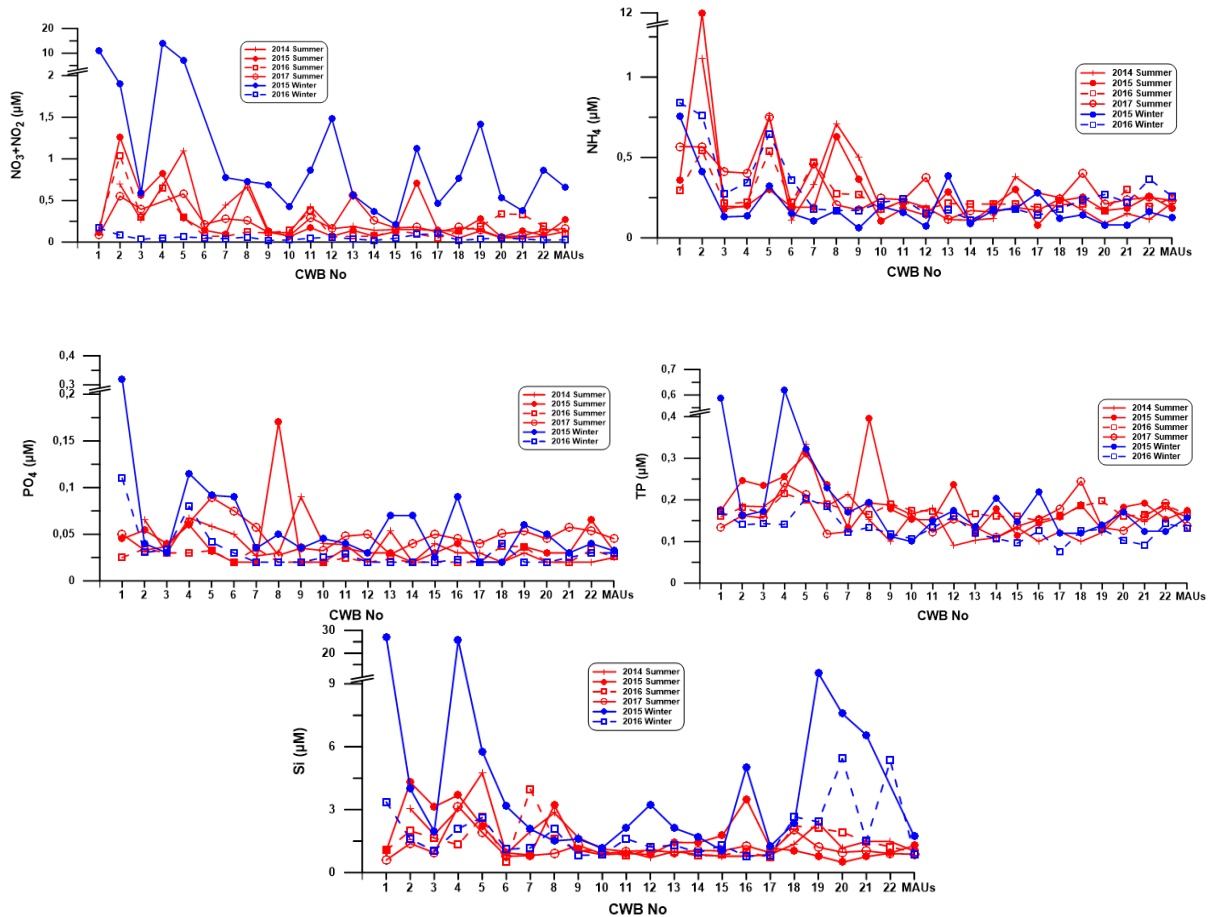 20
10
2
1,5
1
0,5
0
NO₃+NO₂ (µM)
2014 Summer
2015 Summer
2016 Summer
2017 Summer
2015 Winter
2016 Winter
1 2 3 4 5 6 7 8 9 10 11 12 13 14 15 16 17 18 19 20 21 22 MAUs
CWB No
12
1
0,5
0
NH₄ (µM)
2014 Summer
2015 Summer
2016 Summer
2017 Summer
2015 Winter
2016 Winter
1 2 3 4 5 6 7 8 9 10 11 12 13 14 15 16 17 18 19 20 21 22 MAUs
CWB No
0,4
0,3
0,2
0,15
0,1
0,05
0
PO₄ (µM)
2014 Summer
2015 Summer
2016 Summer
2017 Summer
2015 Winter
2016 Winter
1 2 3 4 5 6 7 8 9 10 11 12 13 14 15 16 17 18 19 20 21 22 MAUs
CWB No
0,7
0,6
0,4
0,3
0,2
0,1
0
TP (µM)
2014 Summer
2015 Summer
2016 Summer
2017 Summer
2015 Winter
2016 Winter
1 2 3 4 5 6 7 8 9 10 11 12 13 14 15 16 17 18 19 20 21 22 MAUs
CWB No
30
20
9
6
3
0
Si (µM)
2014 Summer
2015 Summer
2016 Summer
2017 Summer
2015 Winter
2016 Winter
1 2 3 4 5 6 7 8 9 10 11 12 13 14 15 16 17 18 19 20 21 22 MAUs
CWB No